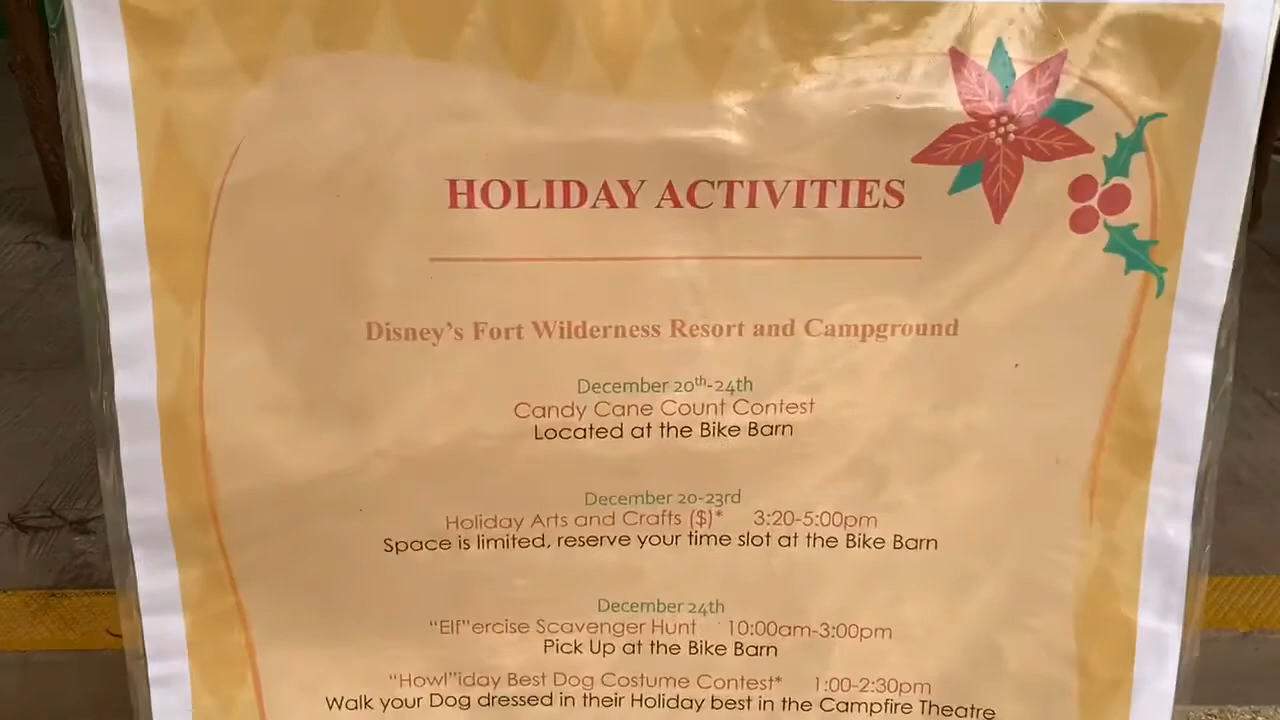 HOLIDAY ACTIVITIES
Disney's Fort Wilderness Resort and Campground
December 20th-24th
Candy Cane Count Contest
Located at the Bike Barn
December 20-23rd
Holiday Arts and Crafts ($)* 3:20-5:00pm
Space is limited, reserve your time slot at the Bike Barn
December 24th
"Elf"ercise Scavenger Hunt 10:00am-3:00pm
Pick Up at the Bike Barn
"Howl"iday Best Dog Costume Contest* 1:00-2:30pm
Walk your Dog dressed in their Holiday best in the Campfire Theatre